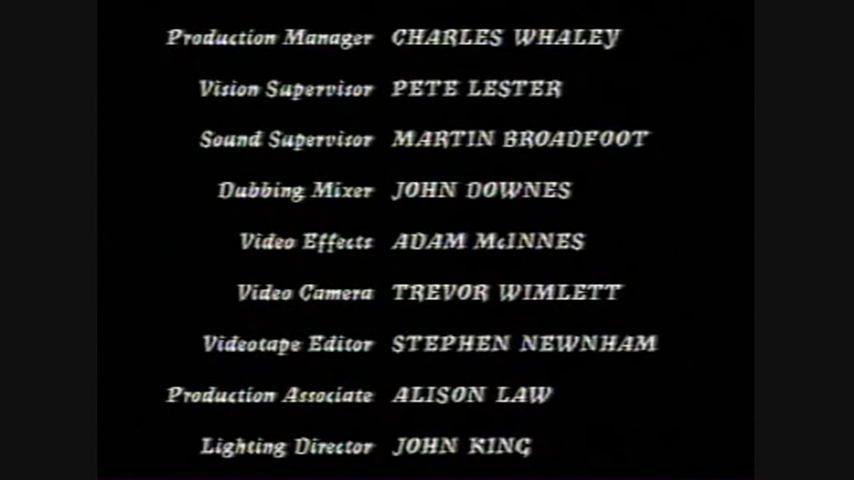 Production Manager CHARLES WHALEY
Vision Supervisor PETE LESTER
Sound Supervisor MARTIN BROADFOOT
Dubbing Mixer JOHN DOWNES
Video Effects ADAM McINNES
Video Camera TREVOR WIMLETT
Videotape Editor STEPHEN NEWNHAM
Production Associate ALISON LAW
Lighting Director JOHN KING